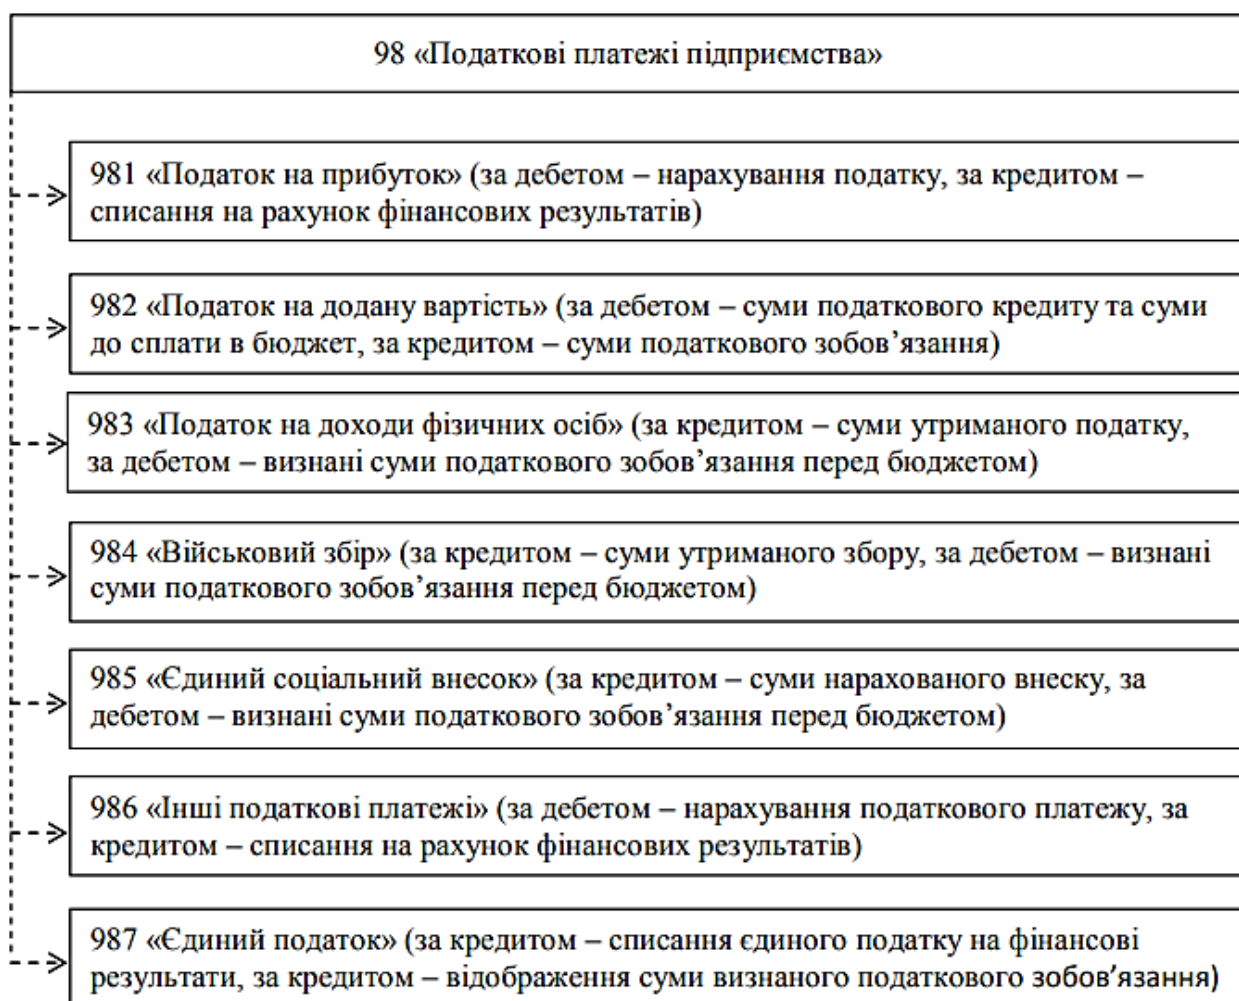 98 «Податкові платежі підприємства»
981 «Податок на прибуток» (за дебетом – нарахування податку, за кредитом –
списання на рахунок фінансових результатів)
982 «Податок на додану вартість» (за дебетом – суми податкового кредиту та суми
до сплати в бюджет, за кредитом – суми податкового зобов’язання)
983 «Податок на доходи фізичних осіб» (за кредитом – суми утриманого податку,
за дебетом – визнані суми податкового зобов’язання перед бюджетом)
984 «Військовий збір» (за кредитом – суми утриманого збору, за дебетом – визнані
суми податкового зобов’язання перед бюджетом)
985 «Єдиний соціальний внесок» (за кредитом – суми нарахованого внеску, за
дебетом – визнані суми податкового зобов’язання перед бюджетом)
986 «Інші податкові платежі» (за дебетом – нарахування податкового платежу, за
кредитом – списання на рахунок фінансових результатів)
987 «Єдиний податок» (за кредитом – списання єдиного податку на фінансові
результати, за кредитом – відображення суми визнаного податкового зобов’язання)